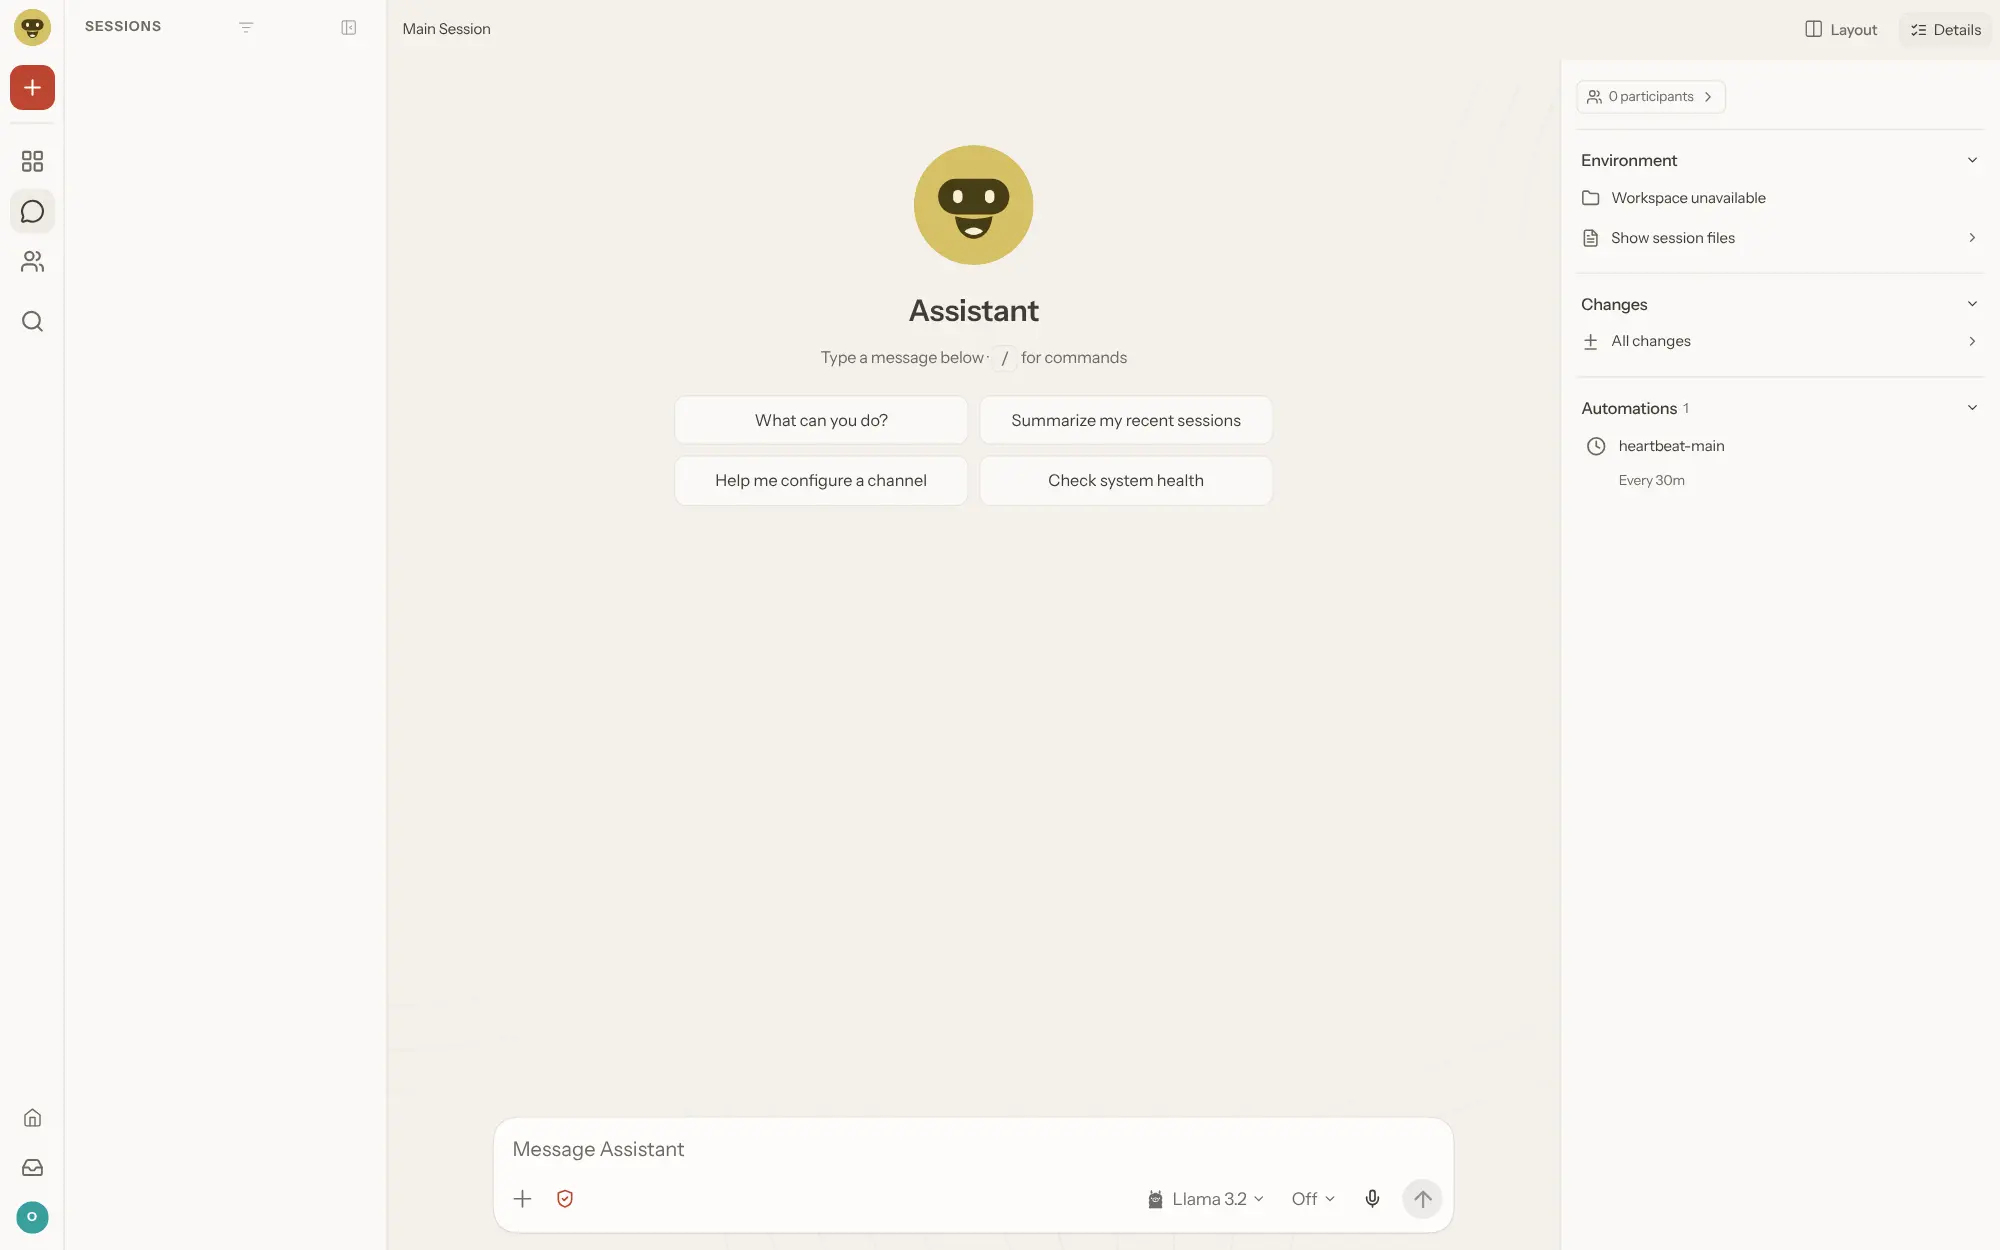 SESSIONS
Main Session
Layout
Details
0 participants
Environment
Workspace unavailable
Show session files
Changes
All changes
Automations 1
heartbeat-main
Every 30m
Assistant
Type a message below · / for commands
What can you do?
Summarize my recent sessions
Help me configure a channel
Check system health
Message Assistant
Llama 3.2
Off
O